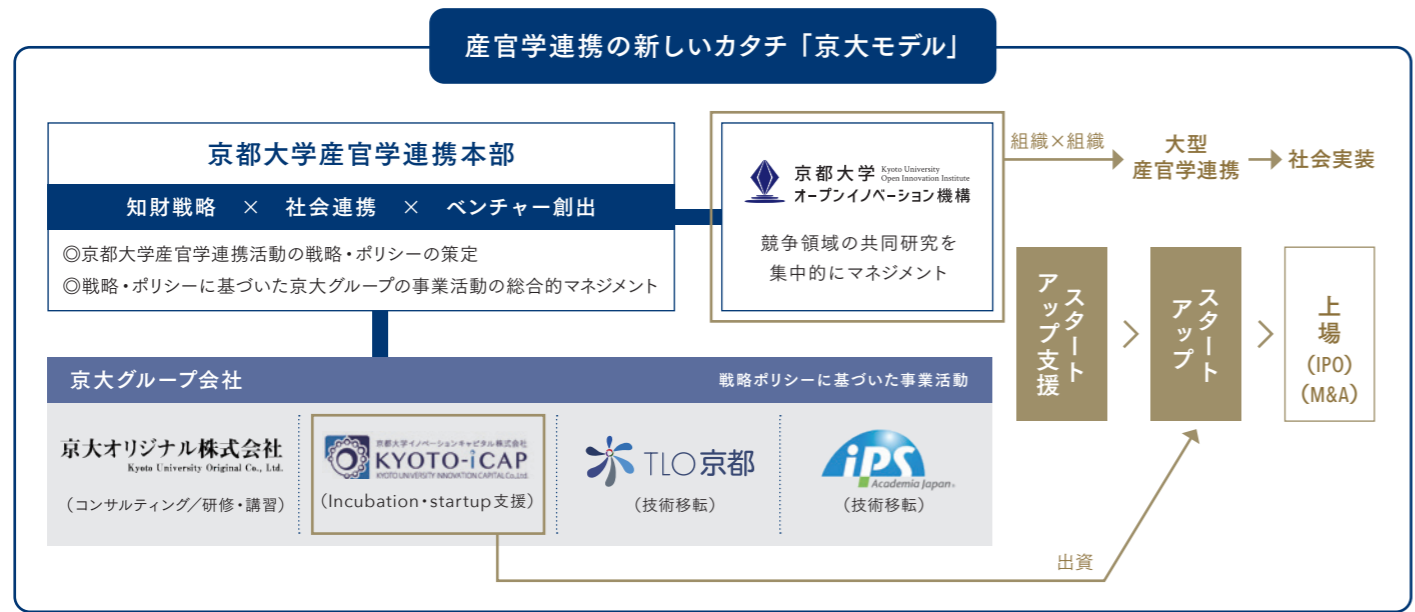 産官学連携の新しいカタチ「京大モデル」
京都大学産官学連携本部
知財戦略 × 社会連携 × ベンチャー創出
◎京都大学産官学連携活動の戦略・ポリシーの策定
◎戦略・ポリシーに基づいた京大グループの事業活動の総合的マネジメント
京都大学 Kyoto University
Open Innovation Institute
オープンイノベーション機構
競争領域の共同研究を
集中的にマネジメント
組織×組織
大型
産官学連携
社会実装
スタート
アップ支援
スタート
アップ
上場
(IPO)
(M&A)
京大グループ会社
戦略ポリシーに基づいた事業活動
京大オリジナル株式会社
Kyoto University Original Co., Ltd.
(コンサルティング/研修・講習)
京都大学イノベーションキャピタル株式会社
KYOTO-iCAP
KYOTO UNIVERSITY INNOVATION CAPITAL Co.,Ltd.
(Incubation・startup支援)
TLO京都
(技術移転)
iPS
Academia Japan.
(技術移転)
出資